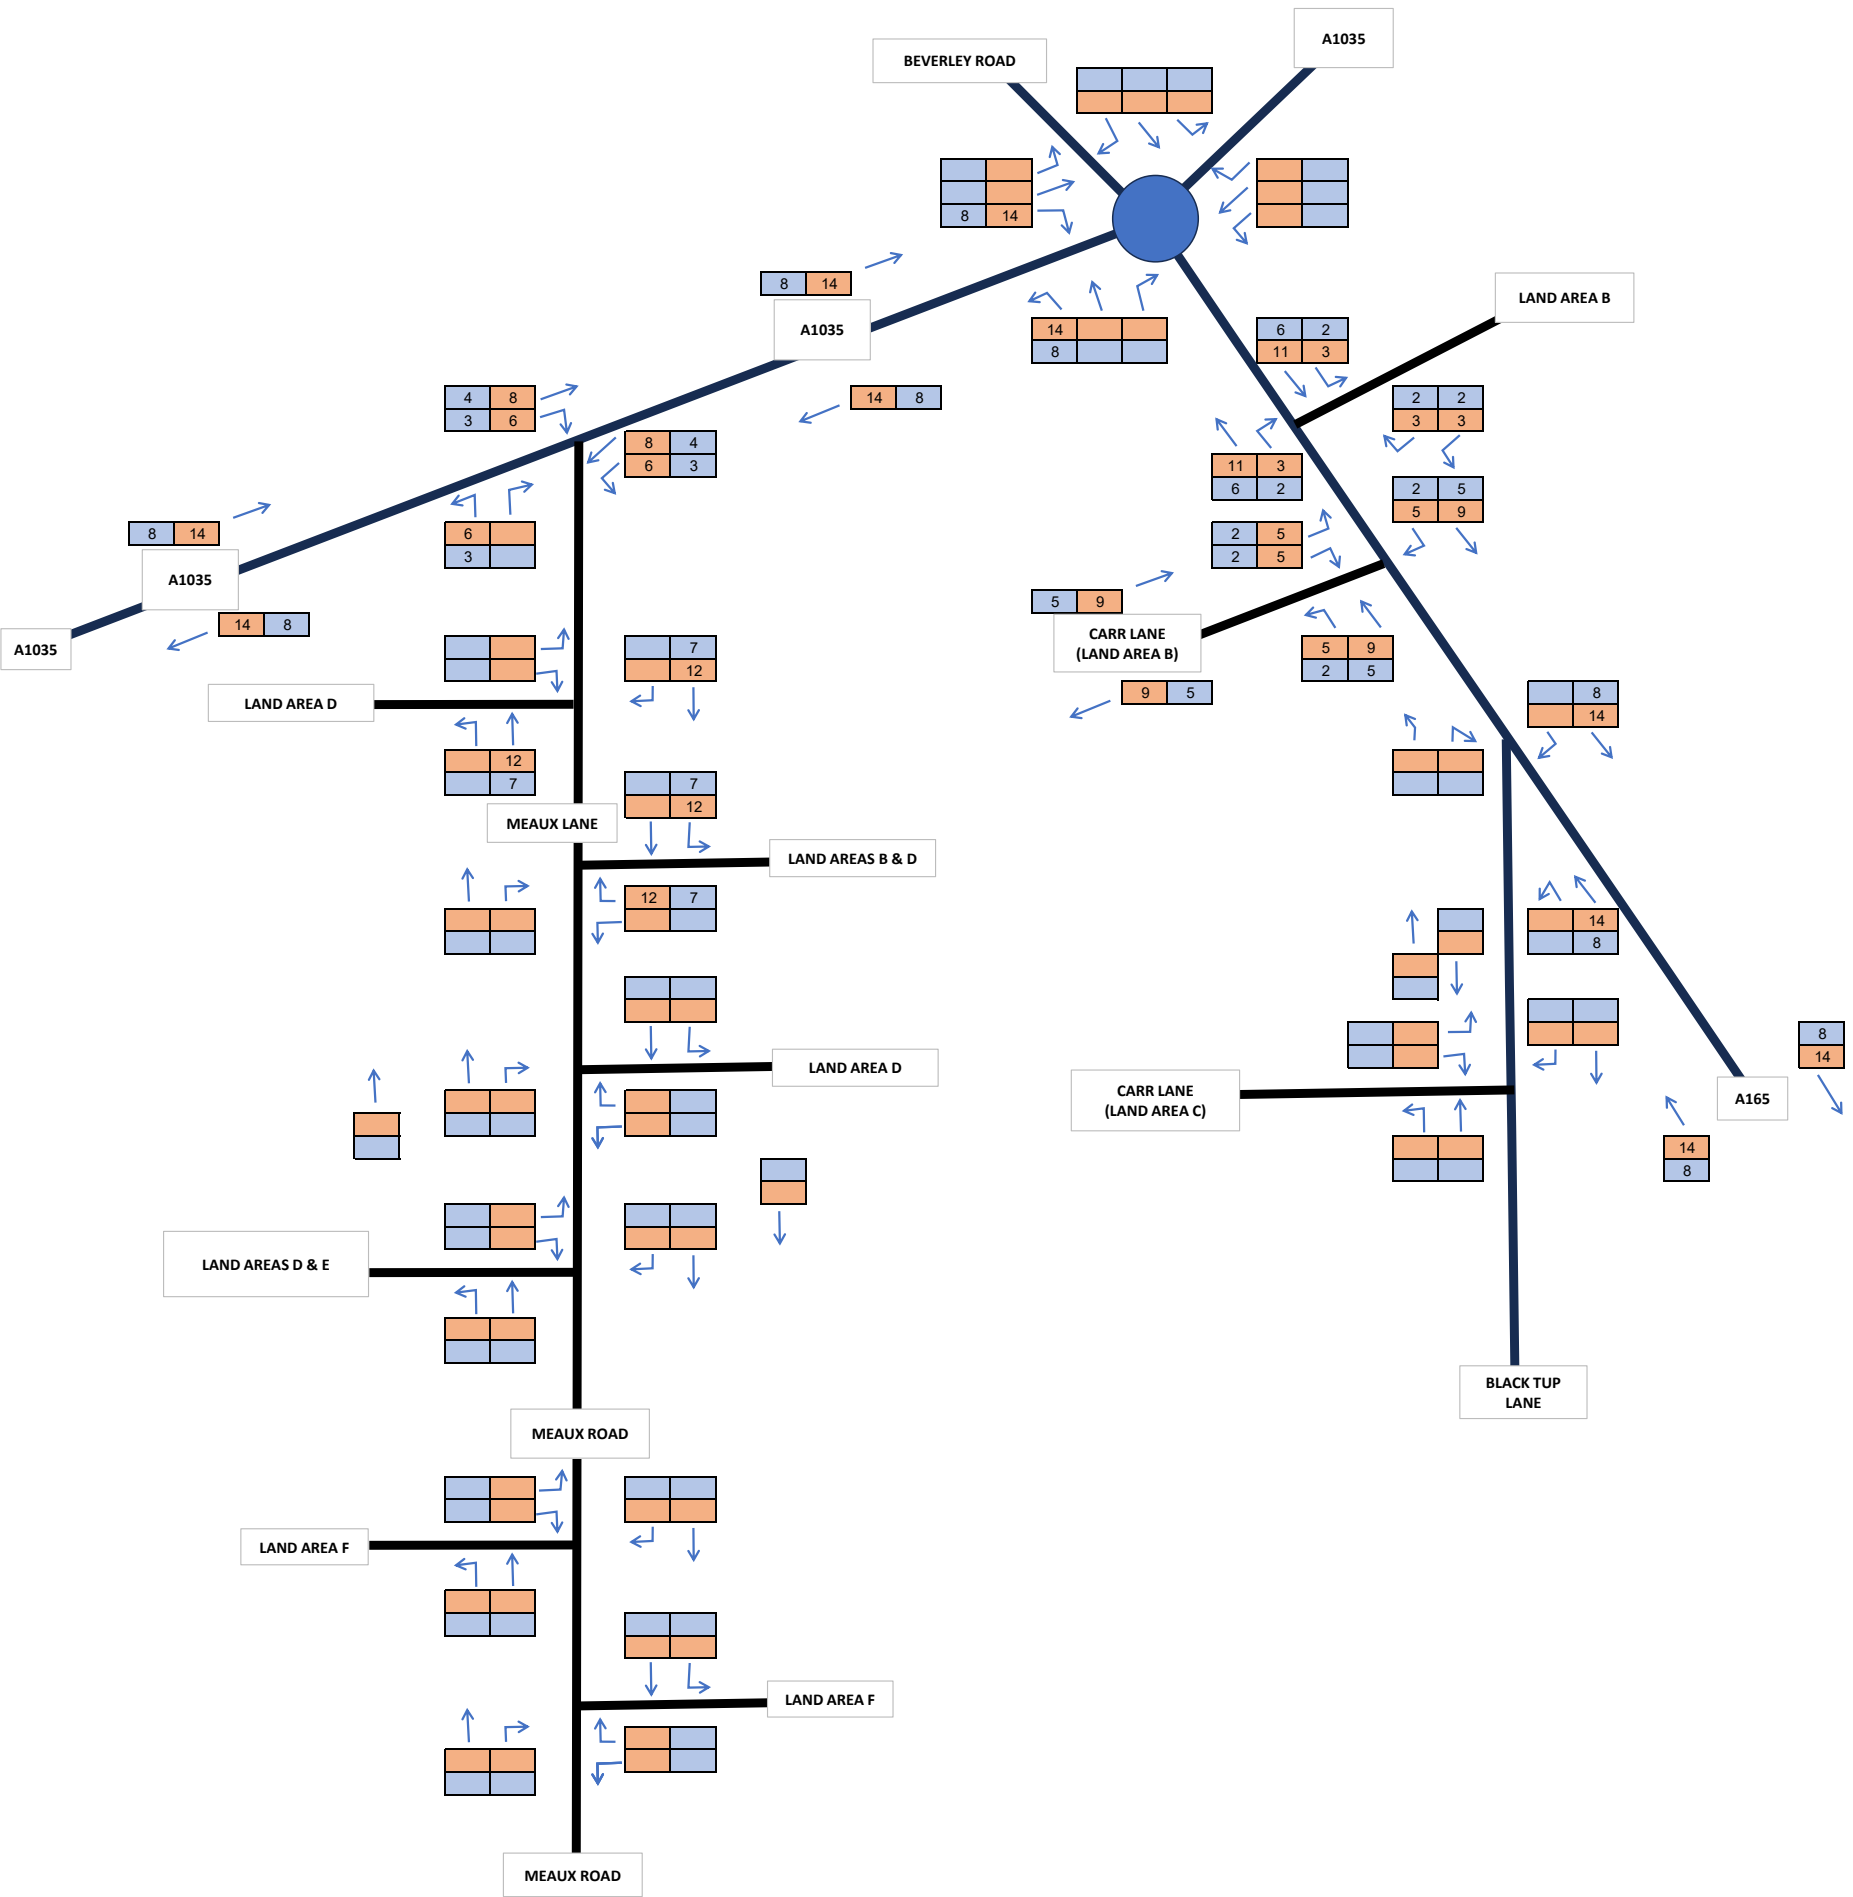 A1035
BEVERLEY ROAD
8 14
LAND AREA B
8 14
A1035
6 2
14
11 3
8
4 8
14 8
2 2
3 6
3 3
8 4
6 3
11 3
6 2
2 5
5 9
8 14
6
2 5
3
2 5
A1035
5 9
14 8
CARR LANE
(LAND AREA B)
A1035
5 9
2 5
7
12
9 5
LAND AREA D
8
14
12
7
7
12
MEAUX LANE
LAND AREAS B & D
12 7
14
8
8
14
LAND AREA D
CARR LANE
(LAND AREA C)
A165
14
8
LAND AREAS D & E
BLACK TUP
LANE
MEAUX ROAD
LAND AREA F
LAND AREA F
MEAUX ROAD